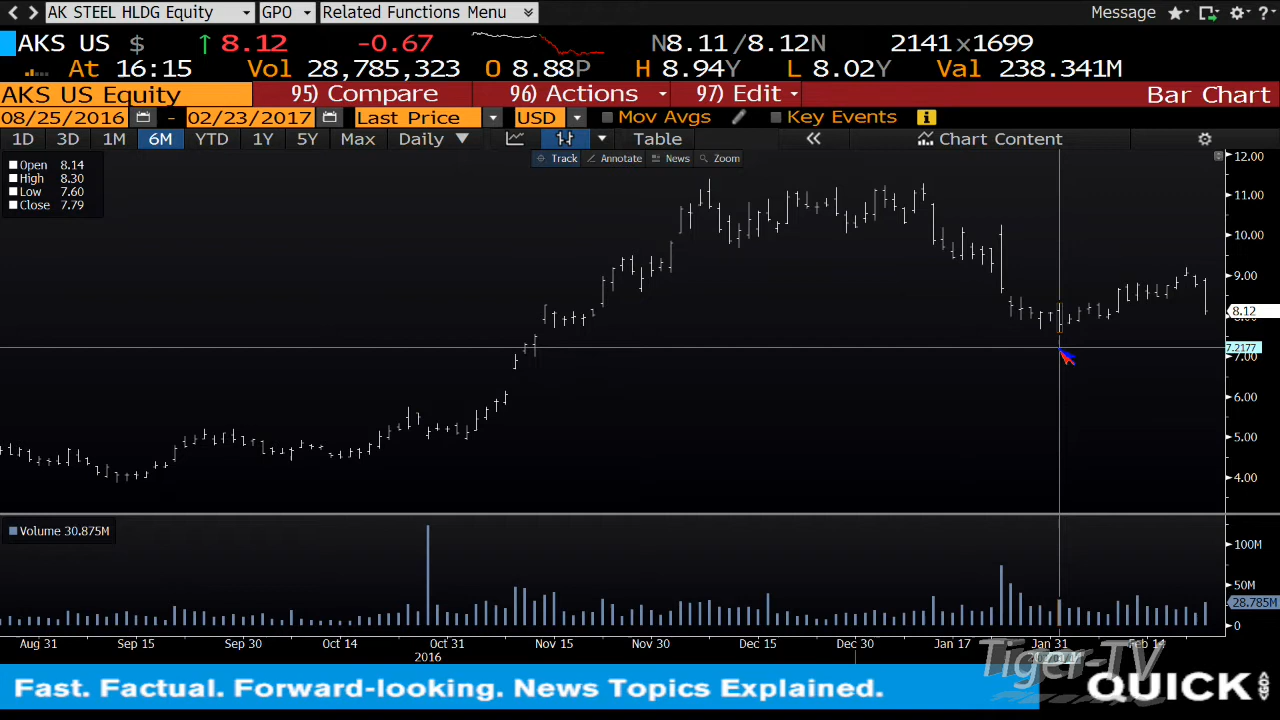 AK STEEL HLDG Equity GPO Related Functions Menu Message ?
AKS US $ ↑ 8.12 -0.67 N8.11 /8.12N 2141x1699
At 16:15 Vol 28,785,323 O 8.88P H 8.94Y L 8.02Y Val 238.341M
AKS US Equity 95) Compare 96) Actions 97) Edit Bar Chart
08/25/2016 - 02/23/2017 Last Price USD Mov Avgs Key Events i
1D 3D 1M 6M YTD 1Y 5Y Max Daily Table Chart Content
Track Annotate News Zoom
Open 8.14
High 8.30
Low 7.60
Close 7.79
12.00
11.00
10.00
9.00
8.12
8.00
7.2177
7.00
6.00
5.00
4.00
Volume 30.875M
100M
50M
28.785M
0
Aug 31 Sep 15 Sep 30 Oct 14 Oct 31 Nov 15 Nov 30 Dec 15 Dec 30 Jan 17 Jan 31 Feb 14
2016
Tiger-TV
Fast. Factual. Forward-looking. News Topics Explained. QUICK
<GO>